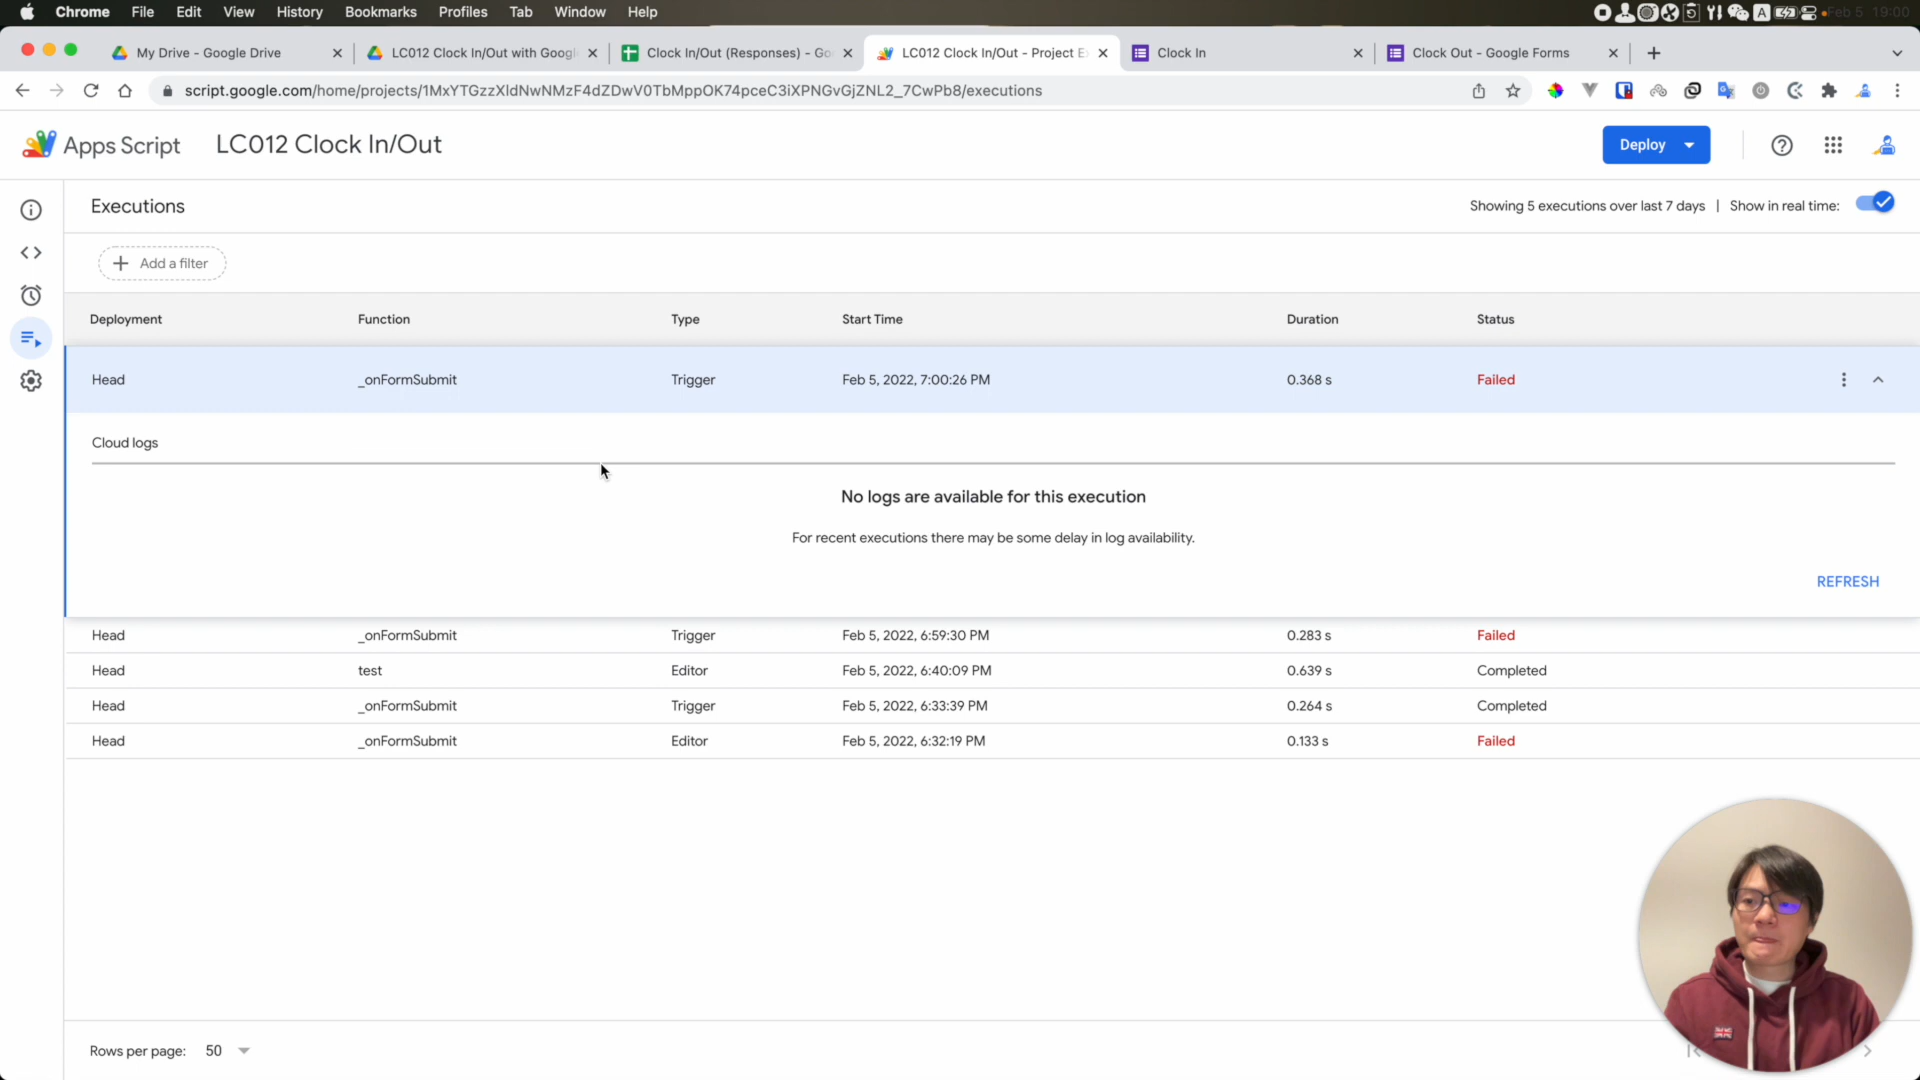 Chrome File Edit View History Bookmarks Profiles Tab Window Help A Feb 5 19:00
My Drive - Google Drive LC012 Clock In/Out with Googl Clock In/Out (Responses) - Go LC012 Clock In/Out - Project E Clock In Clock Out - Google Forms
script.google.com/home/projects/1MxYTGzzXldNwNMzF4dZDwV0TbMppOK74pceC3iXPNGvGjZNL2_7CwPb8/executions
Apps Script LC012 Clock In/Out Deploy
Executions Showing 5 executions over last 7 days | Show in real time:
Add a filter
Deployment Function Type Start Time Duration Status
Head _onFormSubmit Trigger Feb 5, 2022, 7:00:26 PM 0.368 s Failed
Cloud logs
No logs are available for this execution
For recent executions there may be some delay in log availability.
REFRESH
Head _onFormSubmit Trigger Feb 5, 2022, 6:59:30 PM 0.283 s Failed
Head test Editor Feb 5, 2022, 6:40:09 PM 0.639 s Completed
Head _onFormSubmit Trigger Feb 5, 2022, 6:33:39 PM 0.264 s Completed
Head _onFormSubmit Editor Feb 5, 2022, 6:32:19 PM 0.133 s Failed
Rows per page: 50